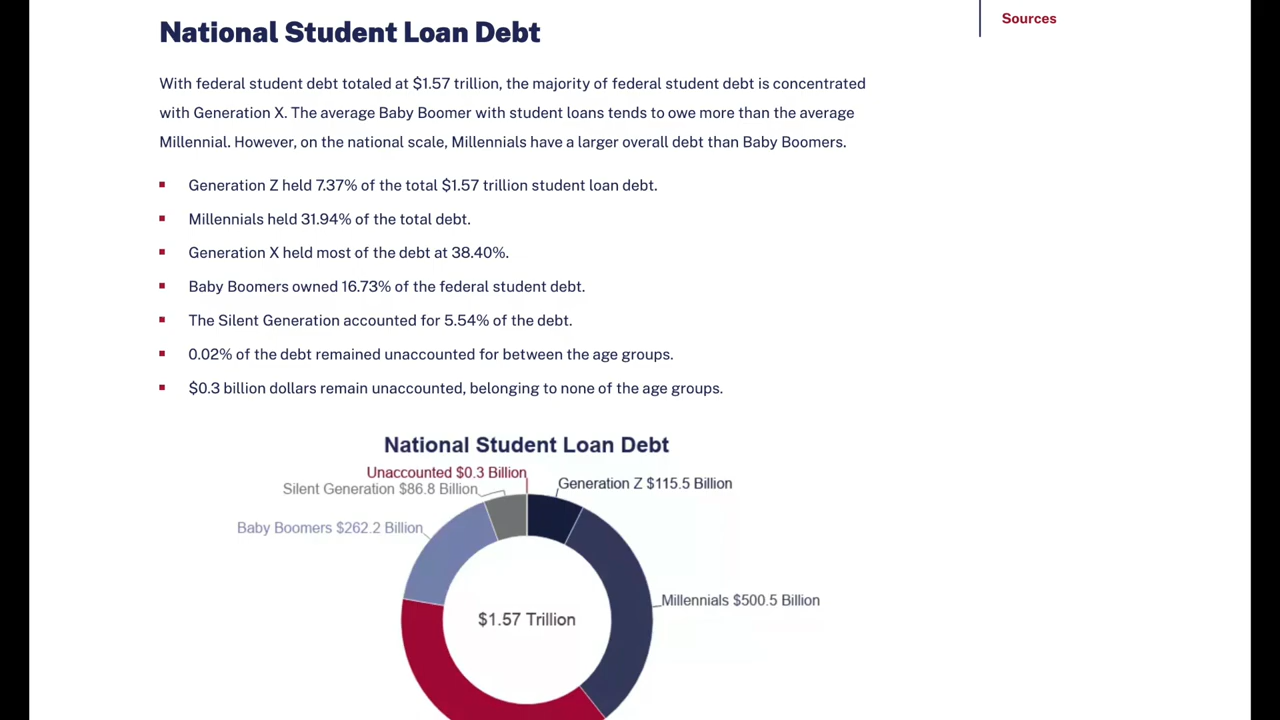 National Student Loan Debt
Sources
With federal student debt totaled at $1.57 trillion, the majority of federal student debt is concentrated
with Generation X. The average Baby Boomer with student loans tends to owe more than the average
Millennial. However, on the national scale, Millennials have a larger overall debt than Baby Boomers.
Generation Z held 7.37% of the total $1.57 trillion student loan debt.
Millennials held 31.94% of the total debt.
Generation X held most of the debt at 38.40%.
Baby Boomers owned 16.73% of the federal student debt.
The Silent Generation accounted for 5.54% of the debt.
0.02% of the debt remained unaccounted for between the age groups.
$0.3 billion dollars remain unaccounted, belonging to none of the age groups.
National Student Loan Debt
Unaccounted $0.3 Billion
Silent Generation $86.8 Billion
Generation Z $115.5 Billion
Baby Boomers $262.2 Billion
Millennials $500.5 Billion
$1.57 Trillion